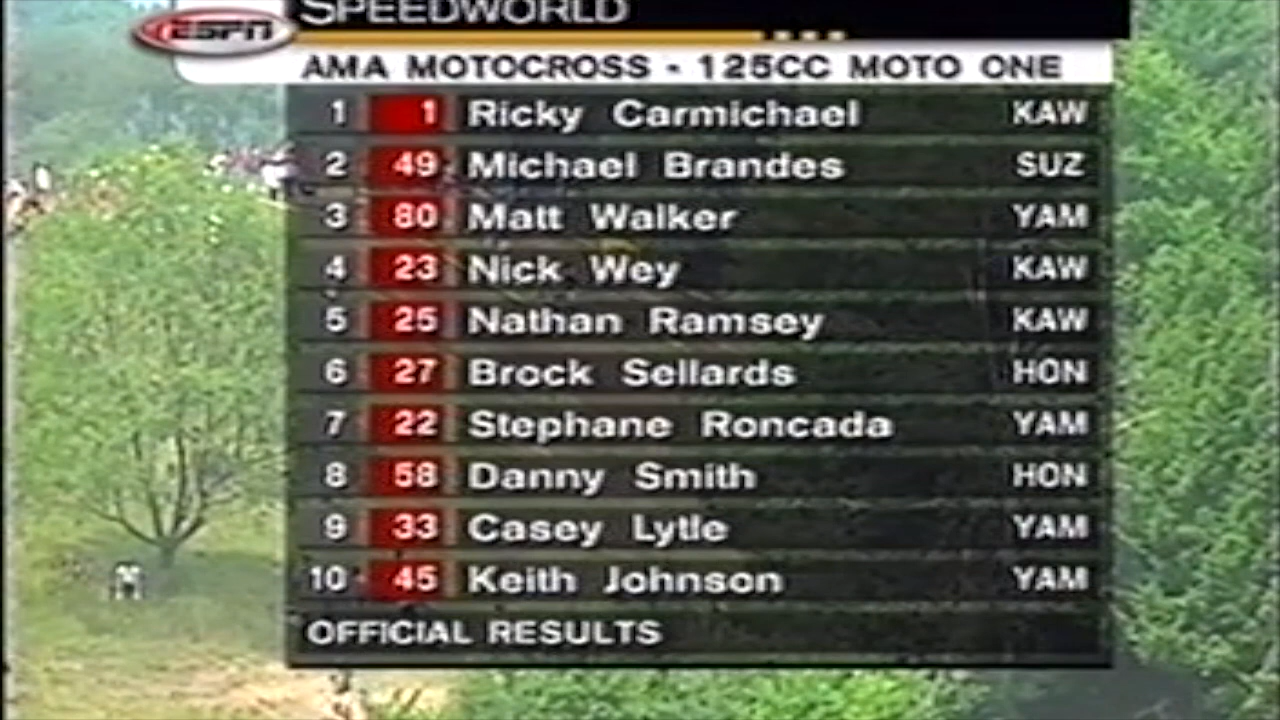 SPEEDWORLD
ESPN
AMA MOTOCROSS - 125CC MOTO ONE
1 1 Ricky Carmichael KAW
2 49 Michael Brandes SUZ
3 80 Matt Walker YAM
4 23 Nick Wey KAW
5 25 Nathan Ramsey KAW
6 27 Brock Sellards HON
7 22 Stephane Roncada YAM
8 58 Danny Smith HON
9 33 Casey Lytle YAM
10 45 Keith Johnson YAM
OFFICIAL RESULTS